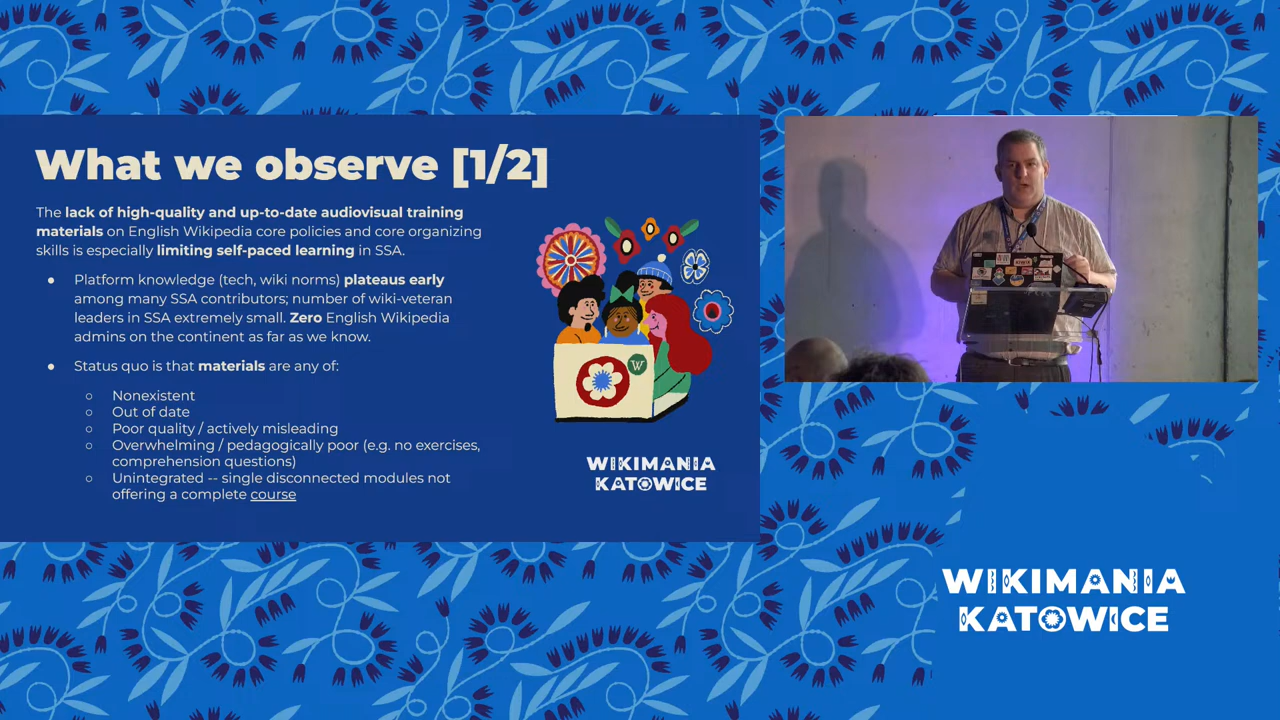 What we observe [1/2]
The lack of high-quality and up-to-date audiovisual training
materials on English Wikipedia core policies and core organizing
skills is especially limiting self-paced learning in SSA.
● Platform knowledge (tech, wiki norms) plateaus early
among many SSA contributors; number of wiki-veteran
leaders in SSA extremely small. Zero English Wikipedia
admins on the continent as far as we know.
● Status quo is that materials are any of:
○ Nonexistent
○ Out of date
○ Poor quality / actively misleading
○ Overwhelming / pedagogically poor (e.g. no exercises,
comprehension questions)
○ Unintegrated -- single disconnected modules not
offering a complete course
W
WIKIMANIA
KATOWICE
WIKIMANIA
KATOWICE